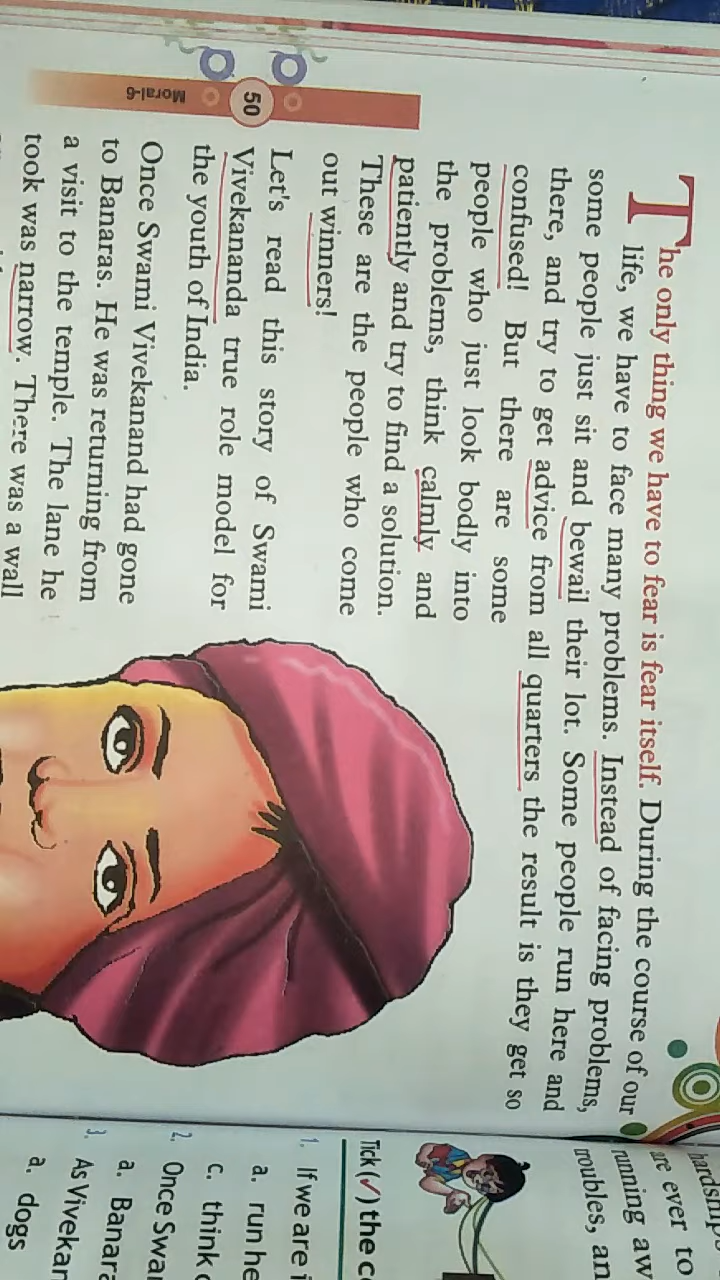 The only thing we have to fear is fear itself. During the course of our
life, we have to face many problems. Instead of facing problems,
some people just sit and bewail their lot. Some people run here and
there, and try to get advice from all quarters the result is they get so
confused! But there are some
people who just look bodly into
the problems, think calmly and
patiently and try to find a solution.
These are the people who come
out winners!
Let's read this story of Swami
Vivekananda true role model for
the youth of India.
Once Swami Vivekanand had gone
to Banaras. He was returning from
a visit to the temple. The lane he
took was narrow. There was a wall
50
Moral-6
are ever to
Tick (✓) the
1. If we are
a. run
c. think
2. Once
a.
3. As
a. dogs